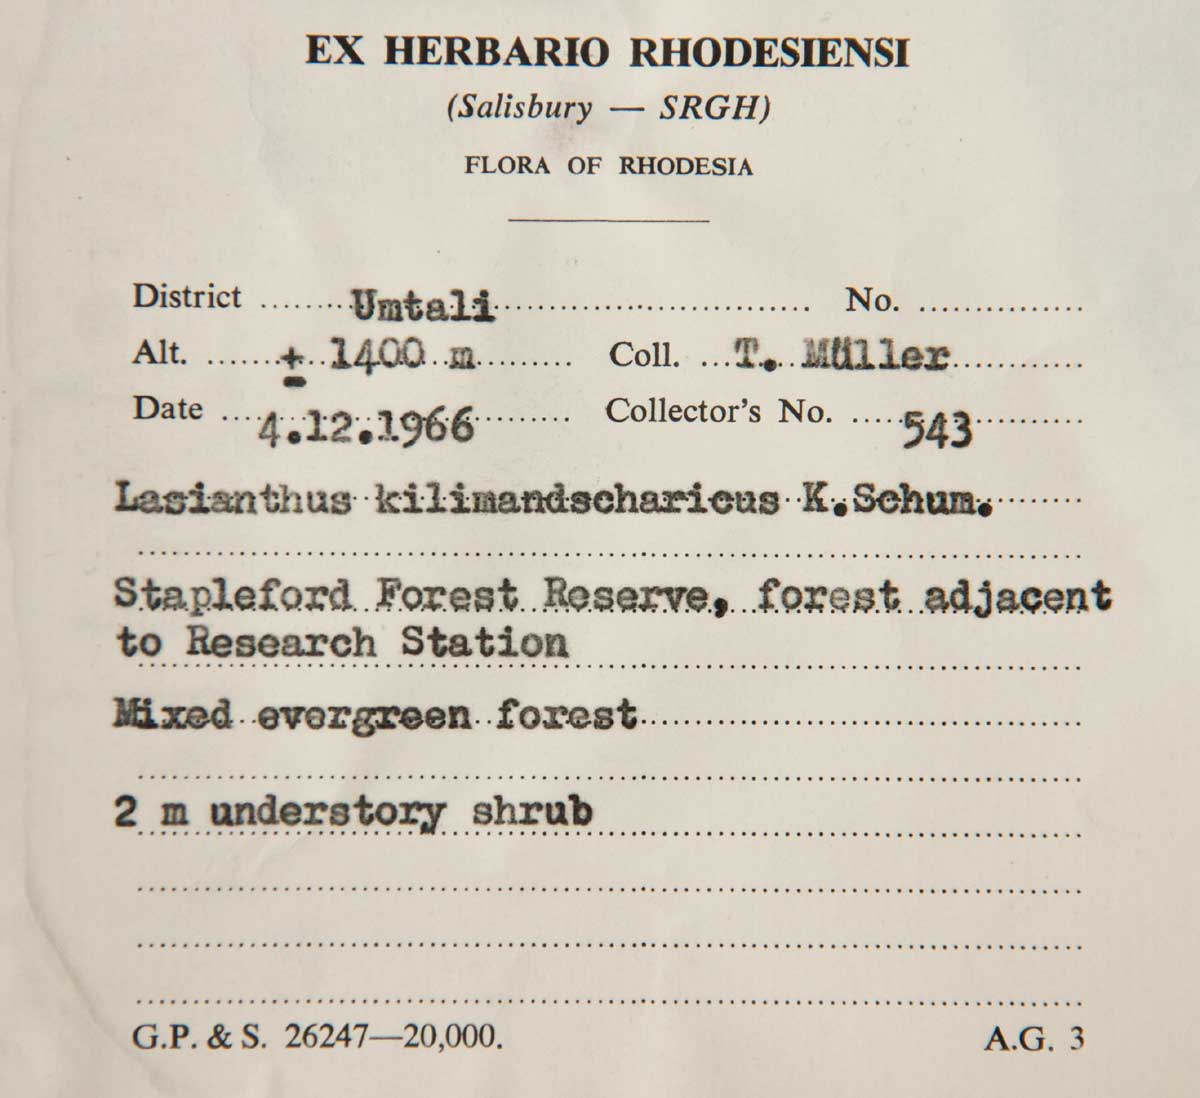 EX HERBARIO RHODESIENSI
(Salisbury — SRGH)
FLORA OF RHODESIA
District ........Umtali............................ No. ...............
Alt. .......± 1400 m......... Coll. ...T. Müller............
Date ....4.12.1966......... Collector's No. .....543..........
Lasianthus kilimandscharicus K.Schum.
Stapleford Forest Reserve, forest adjacent
to Research Station
Mixed evergreen forest
2 m understory shrub
G.P. & S. 26247—20,000. A.G. 3